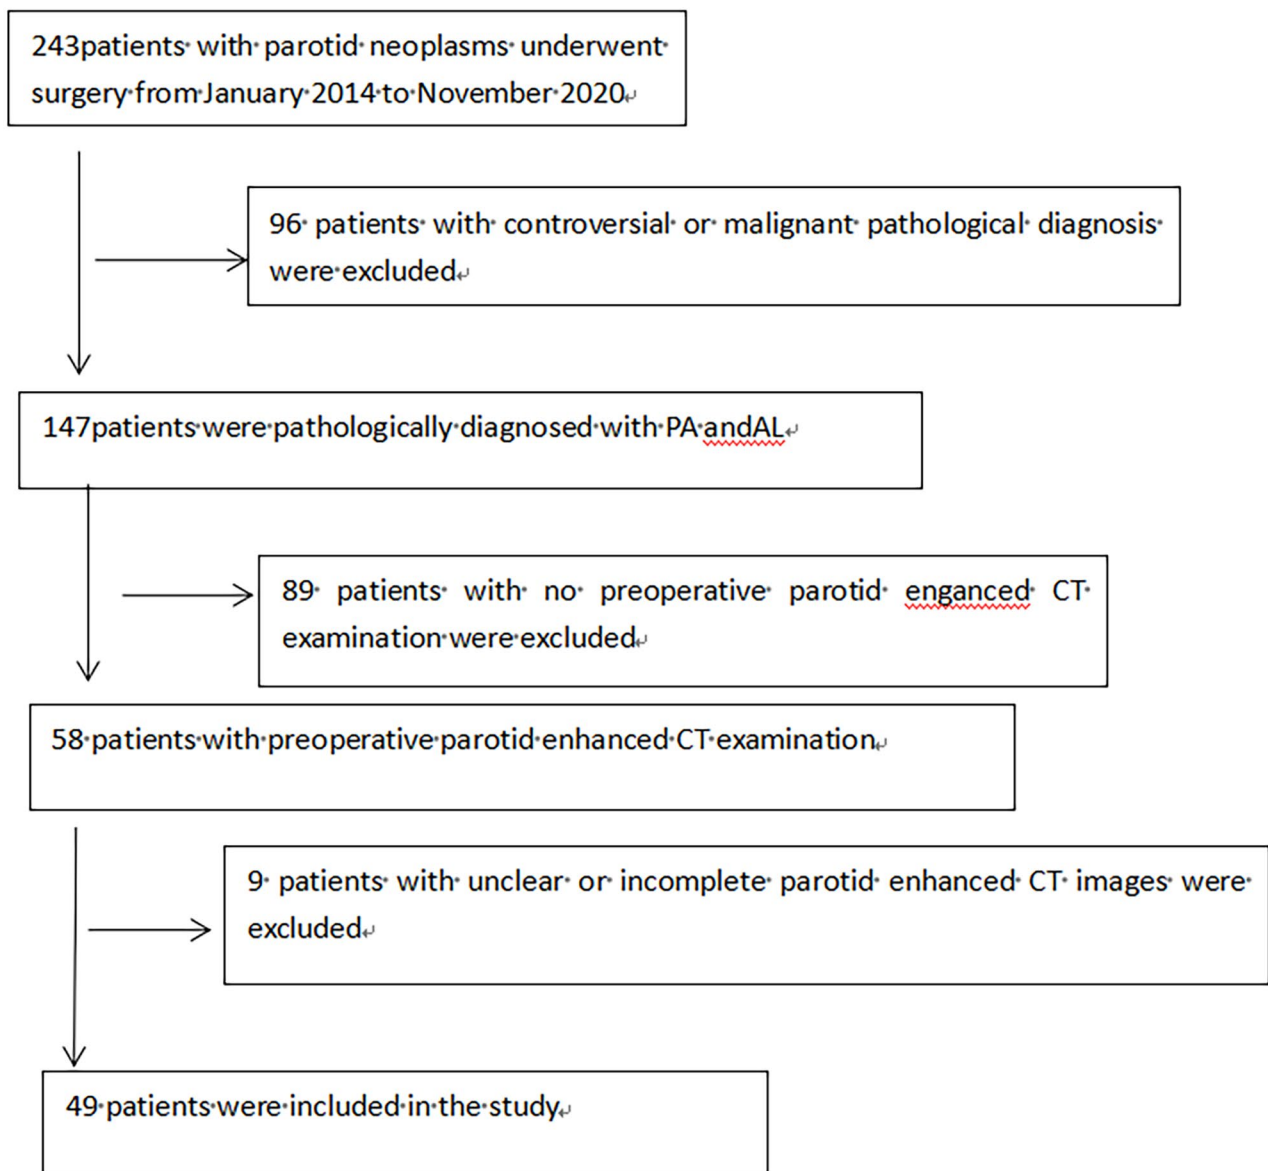 243patients with parotid neoplasms underwent
surgery from January 2014 to November 2020
96 patients with controversial or malignant pathological diagnosis
were excluded
147patients were pathologically diagnosed with PA andAL
89 patients with no preoperative parotid enganced CT
examination were excluded
58 patients with preoperative parotid enhanced CT examination
9 patients with unclear or incomplete parotid enhanced CT images were
excluded
49 patients were included in the study